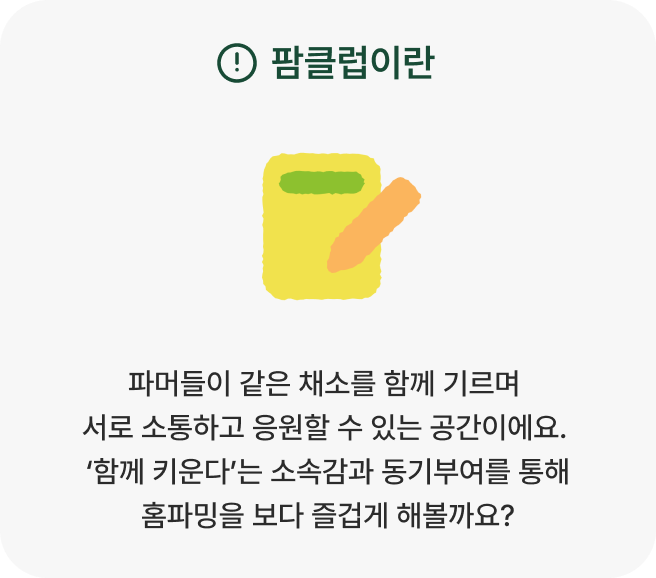 팜클럽이란
파머들이 같은 채소를 함께 기르며
서로 소통하고 응원할 수 있는 공간이에요.
‘함께 키운다’는 소속감과 동기부여를 통해
홈파밍을 보다 즐겁게 해볼까요?